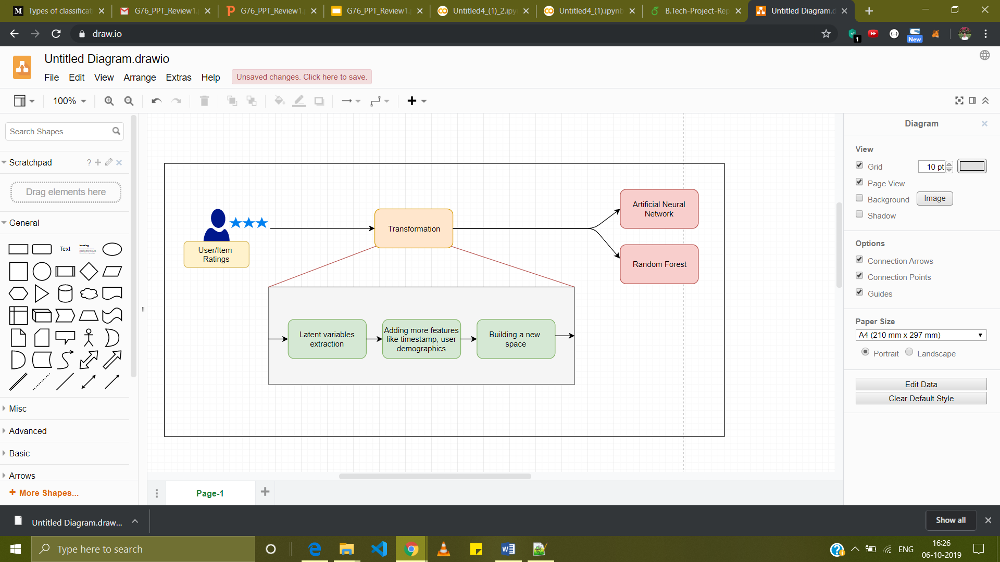 Types of classificat
G76_PPT_Review1.
G76_PPT_Review1.
G76_PPT_Review1.
Untitled4_(1)_2.ipy
Untitled4_(1).ipynb
B.Tech-Project-Rep
Untitled Diagram.d
draw.io
1
New
Untitled Diagram.drawio
File Edit View Arrange Extras Help
Unsaved changes. Click here to save.
100%
Search Shapes
Scratchpad
?
Drag elements here
General
Text
Heading
Misc
Advanced
Basic
Arrows
+ More Shapes...
User/Item
Ratings
Transformation
Artificial Neural
Network
Random Forest
Latent variables
extraction
Adding more features
like timestamp, user
demographics
Building a new
space
Page-1
Diagram
View
Grid
10 pt
Page View
Background
Image
Shadow
Options
Connection Arrows
Connection Points
Guides
Paper Size
A4 (210 mm x 297 mm)
Portrait
Landscape
Edit Data
Clear Default Style
Untitled Diagram.draw...
Show all
Type here to search
ENG
16:26
06-10-2019